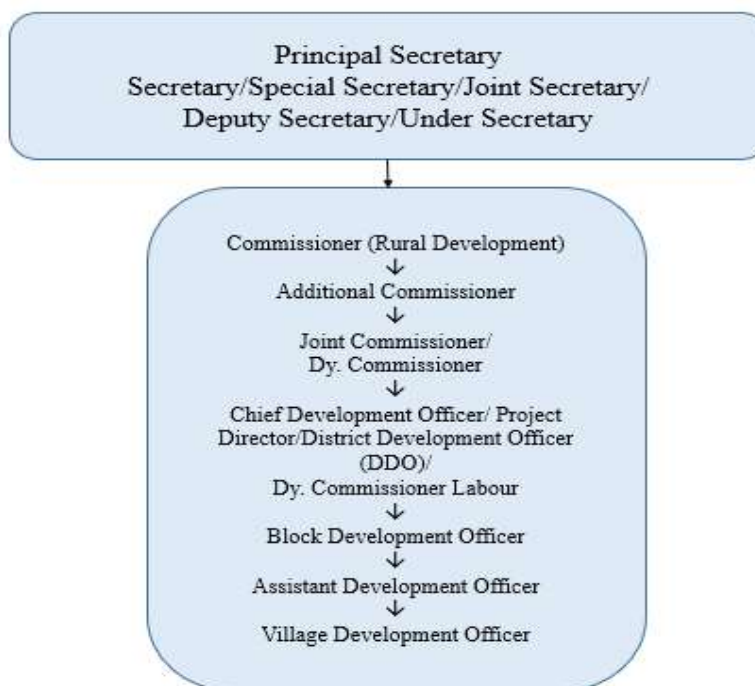 Principal Secretary
Secretary/Special Secretary/Joint Secretary/
Deputy Secretary/Under Secretary
Commissioner (Rural Development)
Additional Commissioner
Joint Commissioner/
Dy. Commissioner
Chief Development Officer/ Project
Director/District Development Officer
(DDO)/
Dy. Commissioner Labour
Block Development Officer
Assistant Development Officer
Village Development Officer